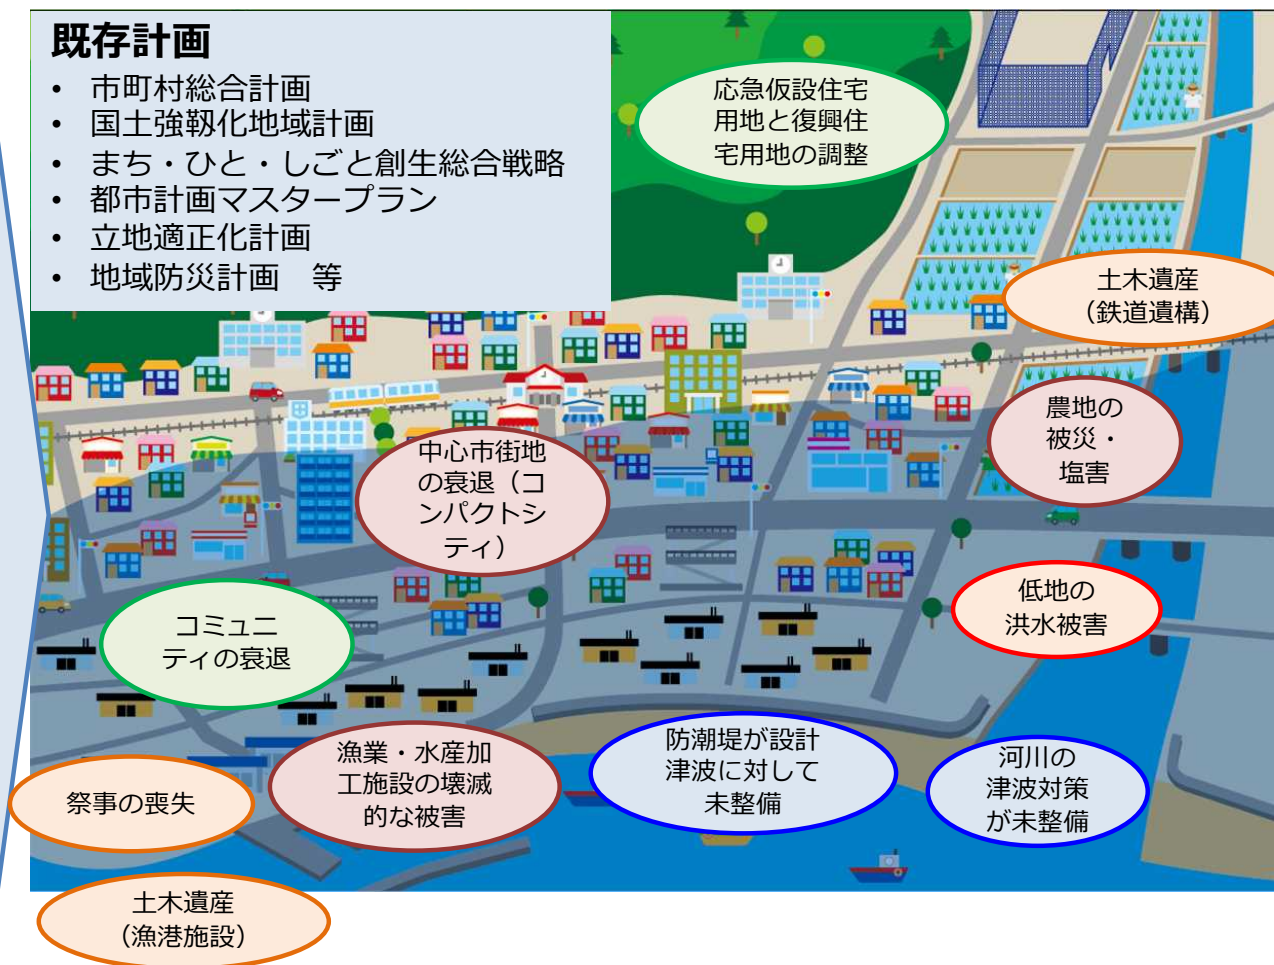 既存計画
• 市町村総合計画
• 国土強靱化地域計画
• まち・ひと・しごと創生総合戦略
• 都市計画マスタープラン
• 立地適正化計画
• 地域防災計画　等
応急仮設住宅
用地と復興住
宅用地の調整
土木遺産
（鉄道遺構）
農地の
被災・
塩害
中心市街地
の衰退（コ
ンパクトシ
ティ）
低地の
洪水被害
コミュニ
ティの衰退
防潮堤が設計
津波に対して
未整備
河川の
津波対策
が未整備
漁業・水産加
工施設の壊滅
的な被害
祭事の喪失
土木遺産
（漁港施設）